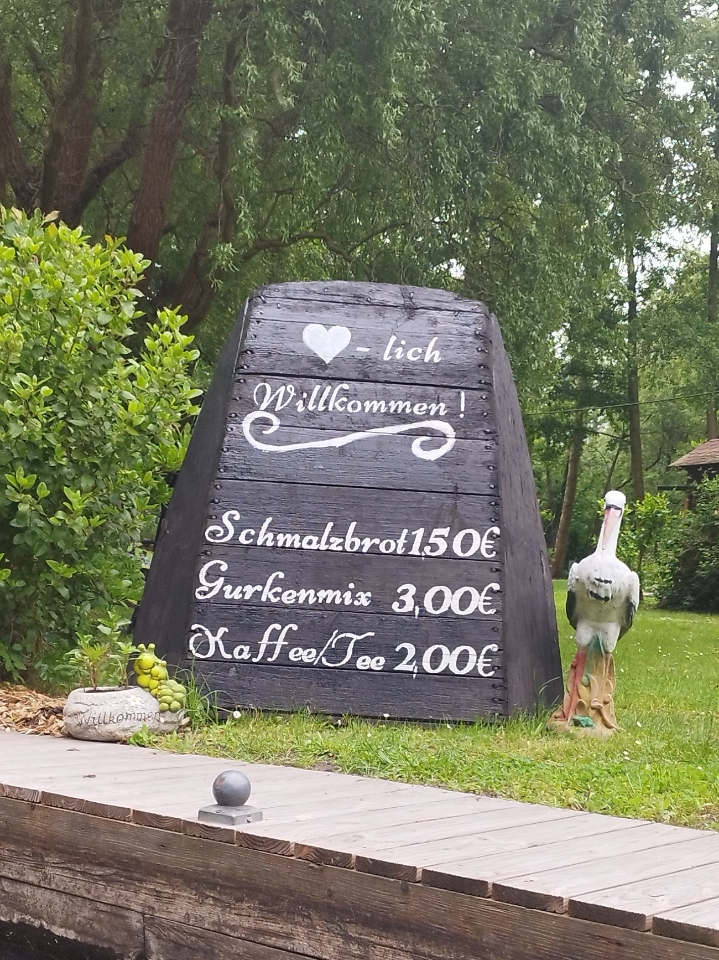 ♥- lich
Willkommen !
Schmalzbrot 1,50€
Gurkenmix 3,00€
Kaffee/Tee 2,00€
Willkommen